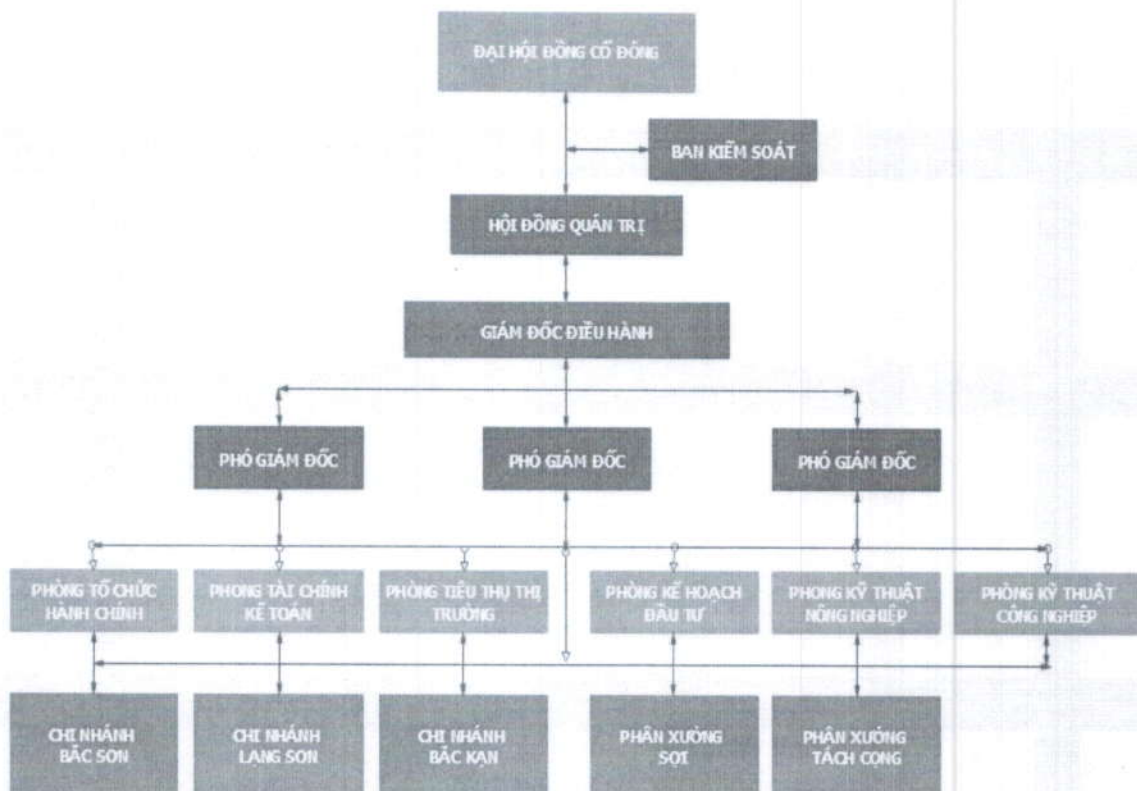 ĐẠI HỘI ĐỒNG CỔ ĐÔNG
BAN KIỂM SOÁT
HỘI ĐỒNG QUẢN TRỊ
GIÁM ĐỐC ĐIỀU HÀNH
PHÓ GIÁM ĐỐC
PHÓ GIÁM ĐỐC
PHÓ GIÁM ĐỐC
PHÒNG TỔ CHỨC
HÀNH CHÍNH
PHÒNG TÀI CHÍNH
KẾ TOÁN
PHÒNG TIÊU THỤ THỊ
TRƯỜNG
PHÒNG KẾ HOẠCH
ĐẦU TƯ
PHÒNG KỸ THUẬT
NÔNG NGHIỆP
PHÒNG KỸ THUẬT
CÔNG NGHIỆP
CHI NHÁNH
BẮC SƠN
CHI NHÁNH
LẠNG SƠN
CHI NHÁNH
BẮC KẠN
PHÂN XƯỞNG
SỢI
PHÂN XƯỞNG
TÁCH CỌNG